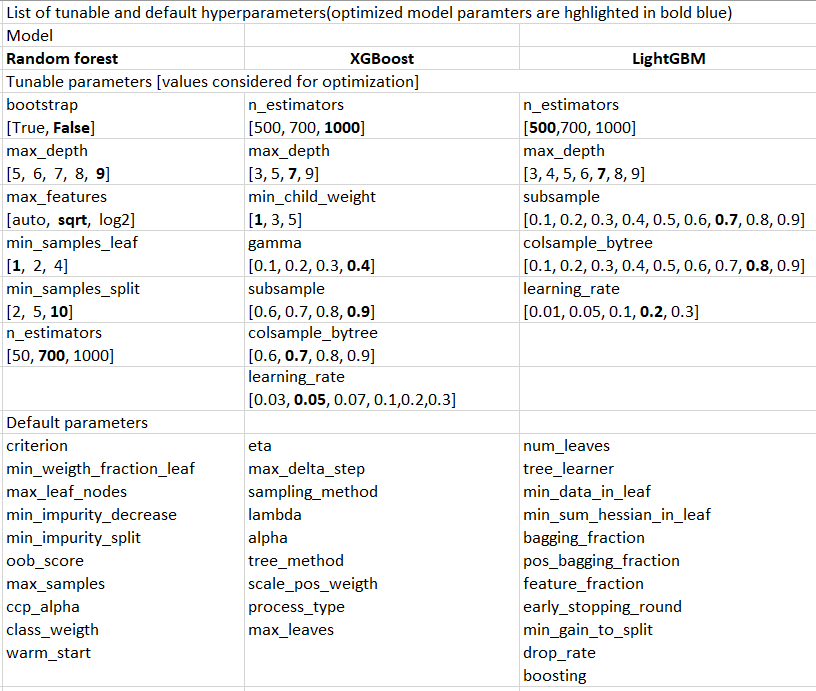 List of tunable and default hyperparameters(optimized model paramters are hghlighted in bold blue)
Model
Random forest XGBoost LightGBM
Tunable parameters [values considered for optimization]
bootstrap n_estimators n_estimators
[True, False] [500, 700, 1000] [500,700, 1000]
max_depth max_depth max_depth
[5, 6, 7, 8, 9] [3, 5, 7, 9] [3, 4, 5, 6, 7, 8, 9]
max_features min_child_weight subsample
[auto, sqrt, log2] [1, 3, 5] [0.1, 0.2, 0.3, 0.4, 0.5, 0.6, 0.7, 0.8, 0.9]
min_samples_leaf gamma colsample_bytree
[1, 2, 4] [0.1, 0.2, 0.3, 0.4] [0.1, 0.2, 0.3, 0.4, 0.5, 0.6, 0.7, 0.8, 0.9]
min_samples_split subsample learning_rate
[2, 5, 10] [0.6, 0.7, 0.8, 0.9] [0.01, 0.05, 0.1, 0.2, 0.3]
n_estimators colsample_bytree
[50, 700, 1000] [0.6, 0.7, 0.8, 0.9]
learning_rate
[0.03, 0.05, 0.07, 0.1,0.2,0.3]
Default parameters
criterion eta num_leaves
min_weigth_fraction_leaf max_delta_step tree_learner
max_leaf_nodes sampling_method min_data_in_leaf
min_impurity_decrease lambda min_sum_hessian_in_leaf
min_impurity_split alpha bagging_fraction
oob_score tree_method pos_bagging_fraction
max_samples scale_pos_weigth feature_fraction
ccp_alpha process_type early_stopping_round
class_weigth max_leaves min_gain_to_split
warm_start drop_rate
boosting